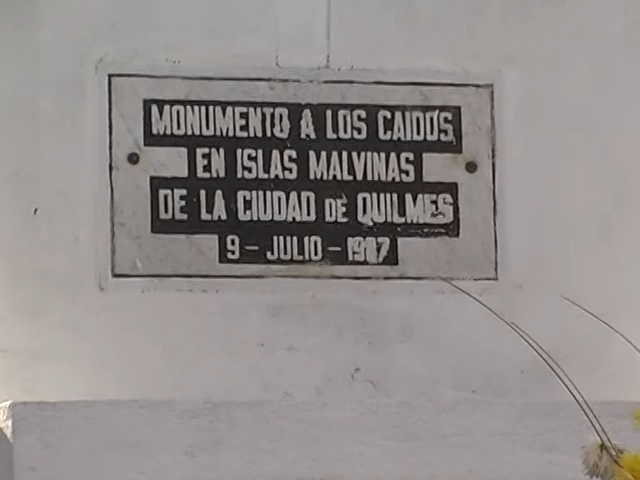 MONUMENTO A LOS CAIDOS
EN ISLAS MALVINAS
DE LA CIUDAD DE QUILMES
9 - JULIO - 1987